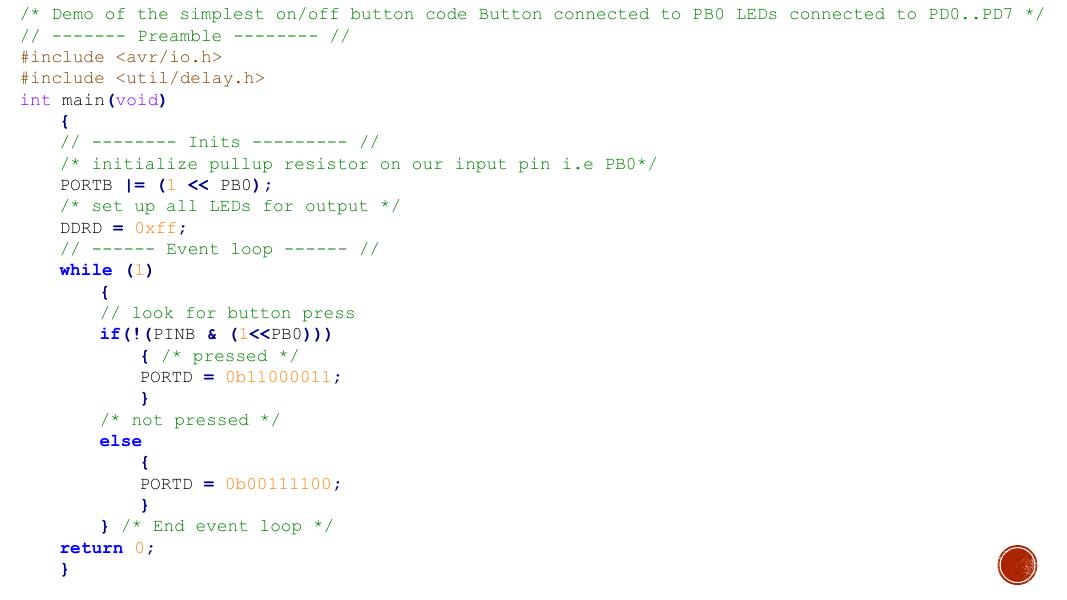 /* Demo of the simplest on/off button code Button connected to PB0 LEDs connected to PD0..PD7 */
// ------- Preamble -------- //
#include <avr/io.h>
#include <util/delay.h>
int main(void)
{
// -------- Inits --------- //
/* initialize pullup resistor on our input pin i.e PB0*/
PORTB |= (1 << PB0);
/* set up all LEDs for output */
DDRD = 0xff;
// ------ Event loop ------ //
while (1)
{
// look for button press
if(!(PINB & (1<<PB0)))
{ /* pressed */
PORTD = 0b11000011;
}
/* not pressed */
else
{
PORTD = 0b00111100;
}
} /* End event loop */
return 0;
}